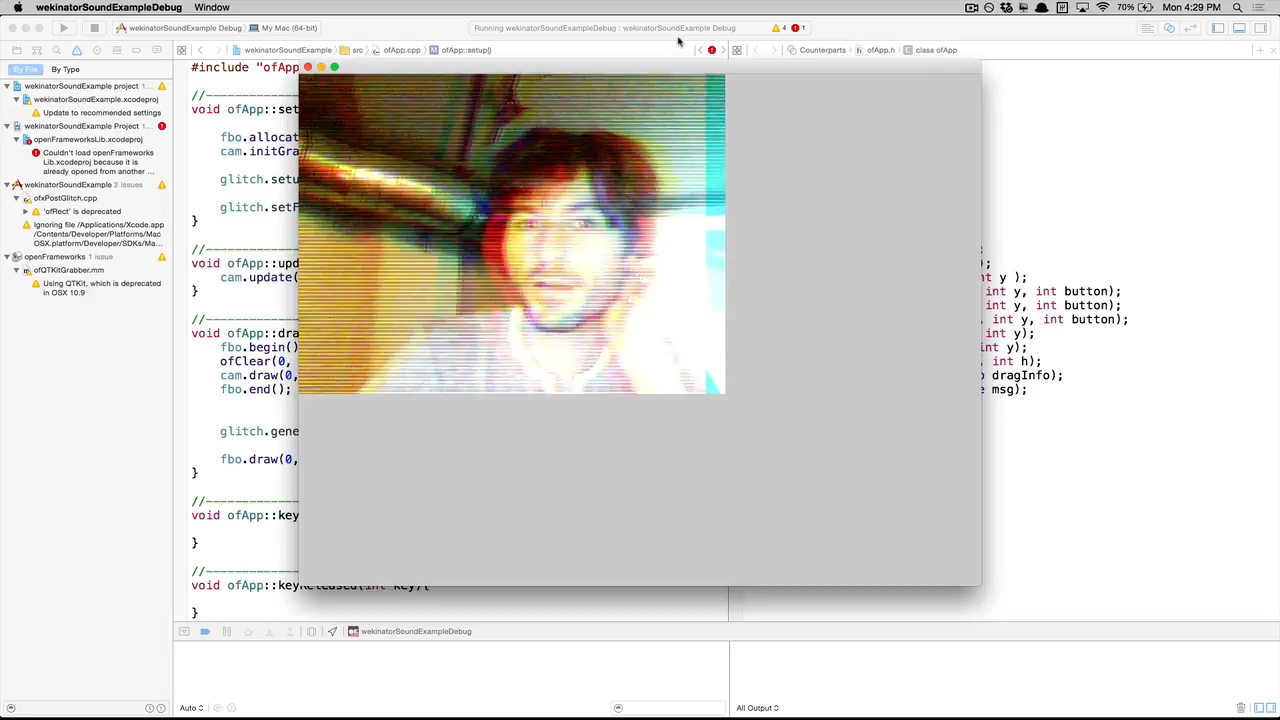 wekinatorSoundExampleDebug Window
70% Mon 4:29 PM
wekinatorSoundExample Debug My Mac (64-bit)
Running wekinatorSoundExampleDebug : wekinatorSoundExampleDebug 4 1
wekinatorSoundExample src ofApp.cpp ofApp::setup()
Counterparts ofApp.h class ofApp
By File By Type
wekinatorSoundExample project 1...
wekinatorSoundExample.xcodeproj
Update to recommended settings
wekinatorSoundExample Project 1...
openFrameworksLib.xcodeproj
Couldn't load openFrameworks
Lib.xcodeproj because it is
already opened from another ...
wekinatorSoundExample 2 issues
ofxPostGlitch.cpp
'ofRect' is deprecated
Ignoring file /Applications/Xcode.app
/Contents/Developer/Platforms/Mac
OSX.platform/Developer/SDKs/Ma...
openFrameworks 1 issue
ofQTKitGrabber.mm
Using QTKit, which is deprecated
in OSX 10.9
#include "ofApp
//
void ofApp::set
fbo.allocat
cam.initGra
glitch.setu
glitch.setF
}
//
void ofApp::upd
cam.update(
}
//
void ofApp::dra
fbo.begin()
ofClear(0,
cam.draw(0,
fbo.end();
glitch.gene
fbo.draw(0,
}
//
void ofApp::key
}
//
void ofApp::keyReleased(int key){
}
;
);
nt y );
int y, int button);
int y, int button);
int y, int button);
int y);
int y);
int h);
o dragInfo);
e msg);
wekinatorSoundExampleDebug
Auto
All Output